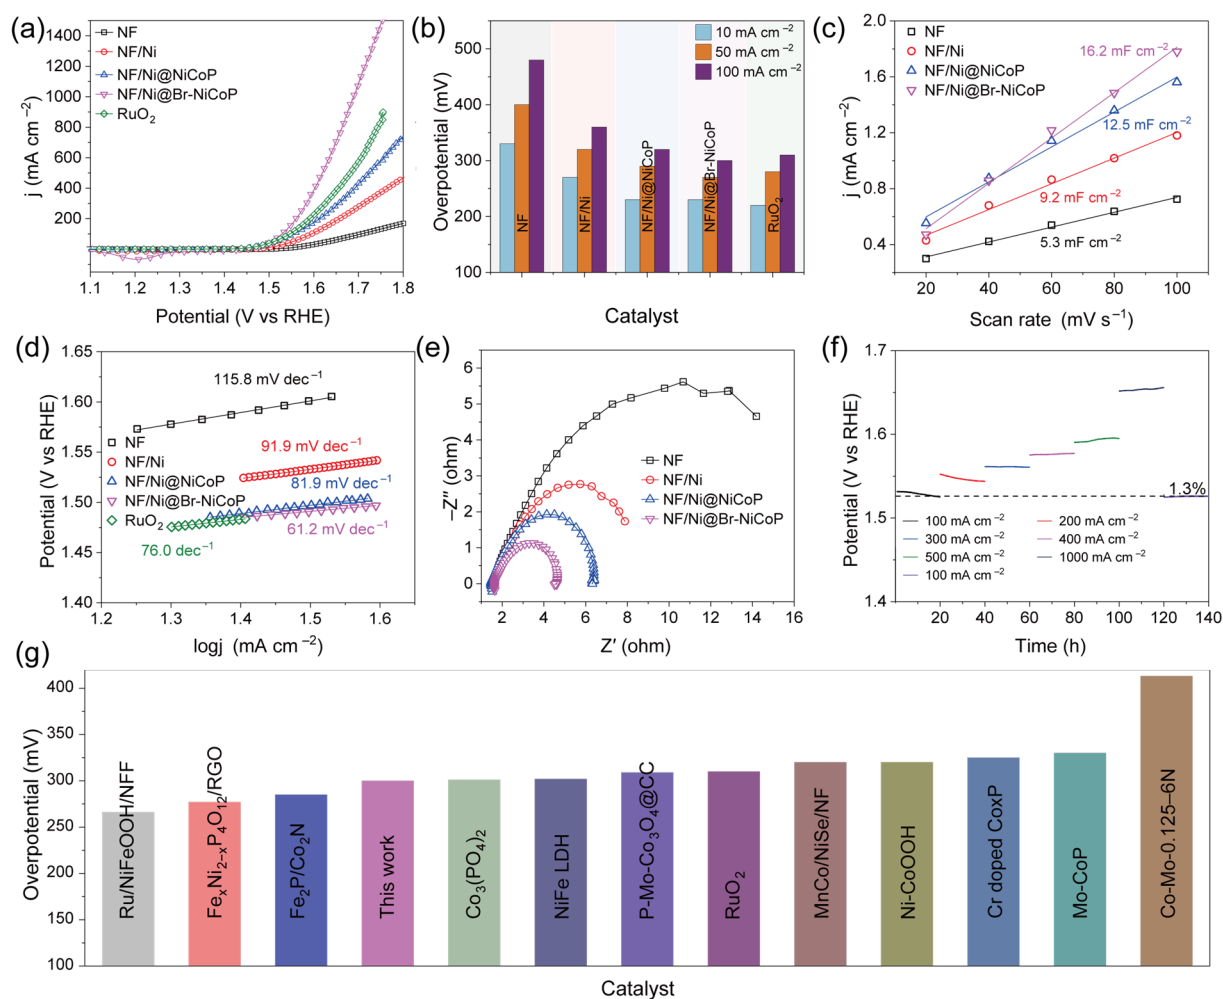 (a)
NF
NF/Ni
NF/Ni@NiCoP
NF/Ni@Br-NiCoP
RuO₂
j (mA cm⁻²)
1400
1200
1000
800
600
400
200
1.1 1.2 1.3 1.4 1.5 1.6 1.7 1.8
Potential (V vs RHE)
(b)
10 mA cm⁻²
50 mA cm⁻²
100 mA cm⁻²
Overpotential (mV)
500
400
300
200
100
NF
NF/Ni
NF/Ni@NiCoP
NF/Ni@Br-NiCoP
RuO₂
Catalyst
(c)
NF
NF/Ni
NF/Ni@NiCoP
NF/Ni@Br-NiCoP
16.2 mF cm⁻²
12.5 mF cm⁻²
9.2 mF cm⁻²
5.3 mF cm⁻²
j (mA cm⁻²)
2.0
1.6
1.2
0.8
0.4
20 40 60 80 100
Scan rate (mV s⁻¹)
(d)
115.8 mV dec⁻¹
91.9 mV dec⁻¹
81.9 mV dec⁻¹
61.2 mV dec⁻¹
76.0 dec⁻¹
NF
NF/Ni
NF/Ni@NiCoP
NF/Ni@Br-NiCoP
RuO₂
Potential (V vs RHE)
1.65
1.60
1.55
1.50
1.45
1.40
1.2 1.3 1.4 1.5 1.6
logj (mA cm⁻²)
(e)
NF
NF/Ni
NF/Ni@NiCoP
NF/Ni@Br-NiCoP
–Z″ (ohm)
6
5
4
3
2
1
0
2 4 6 8 10 12 14 16
Z′ (ohm)
(f)
Potential (V vs RHE)
1.7
1.6
1.5
1.4
1.3%
100 mA cm⁻² 200 mA cm⁻²
300 mA cm⁻² 400 mA cm⁻²
500 mA cm⁻² 1000 mA cm⁻²
100 mA cm⁻²
0 20 40 60 80 100 120 140
Time (h)
(g)
Overpotential (mV)
400
350
300
250
200
150
100
Ru/NiFeOOH/NFF
FeₓNi₂₋ₓP₄O₁₂/RGO
Fe₂P/Co₂N
This work
Co₃(PO₄)₂
NiFe LDH
P-Mo-Co₃O₄@CC
RuO₂
MnCo/NiSe/NF
Ni-CoOOH
Cr doped CoxP
Mo-CoP
Co-Mo-0.125–6N
Catalyst